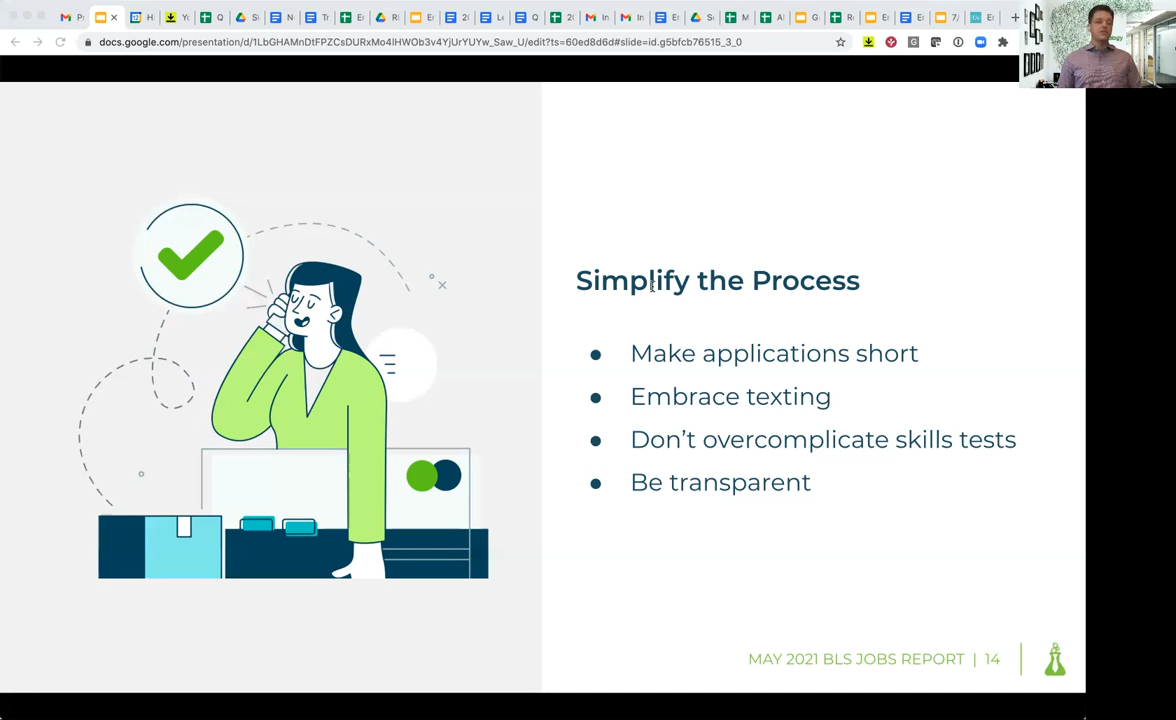 docs.google.com/presentation/d/1LbGHAMnDtFPZCsDURxMo4lHWOb3v4YjUrYUYw_Saw_U/edit?ts=60ed8d6d#slide=id.g5bfcb76515_3_0
Simplify the Process
● Make applications short
● Embrace texting
● Don’t overcomplicate skills tests
● Be transparent
MAY 2021 BLS JOBS REPORT | 14